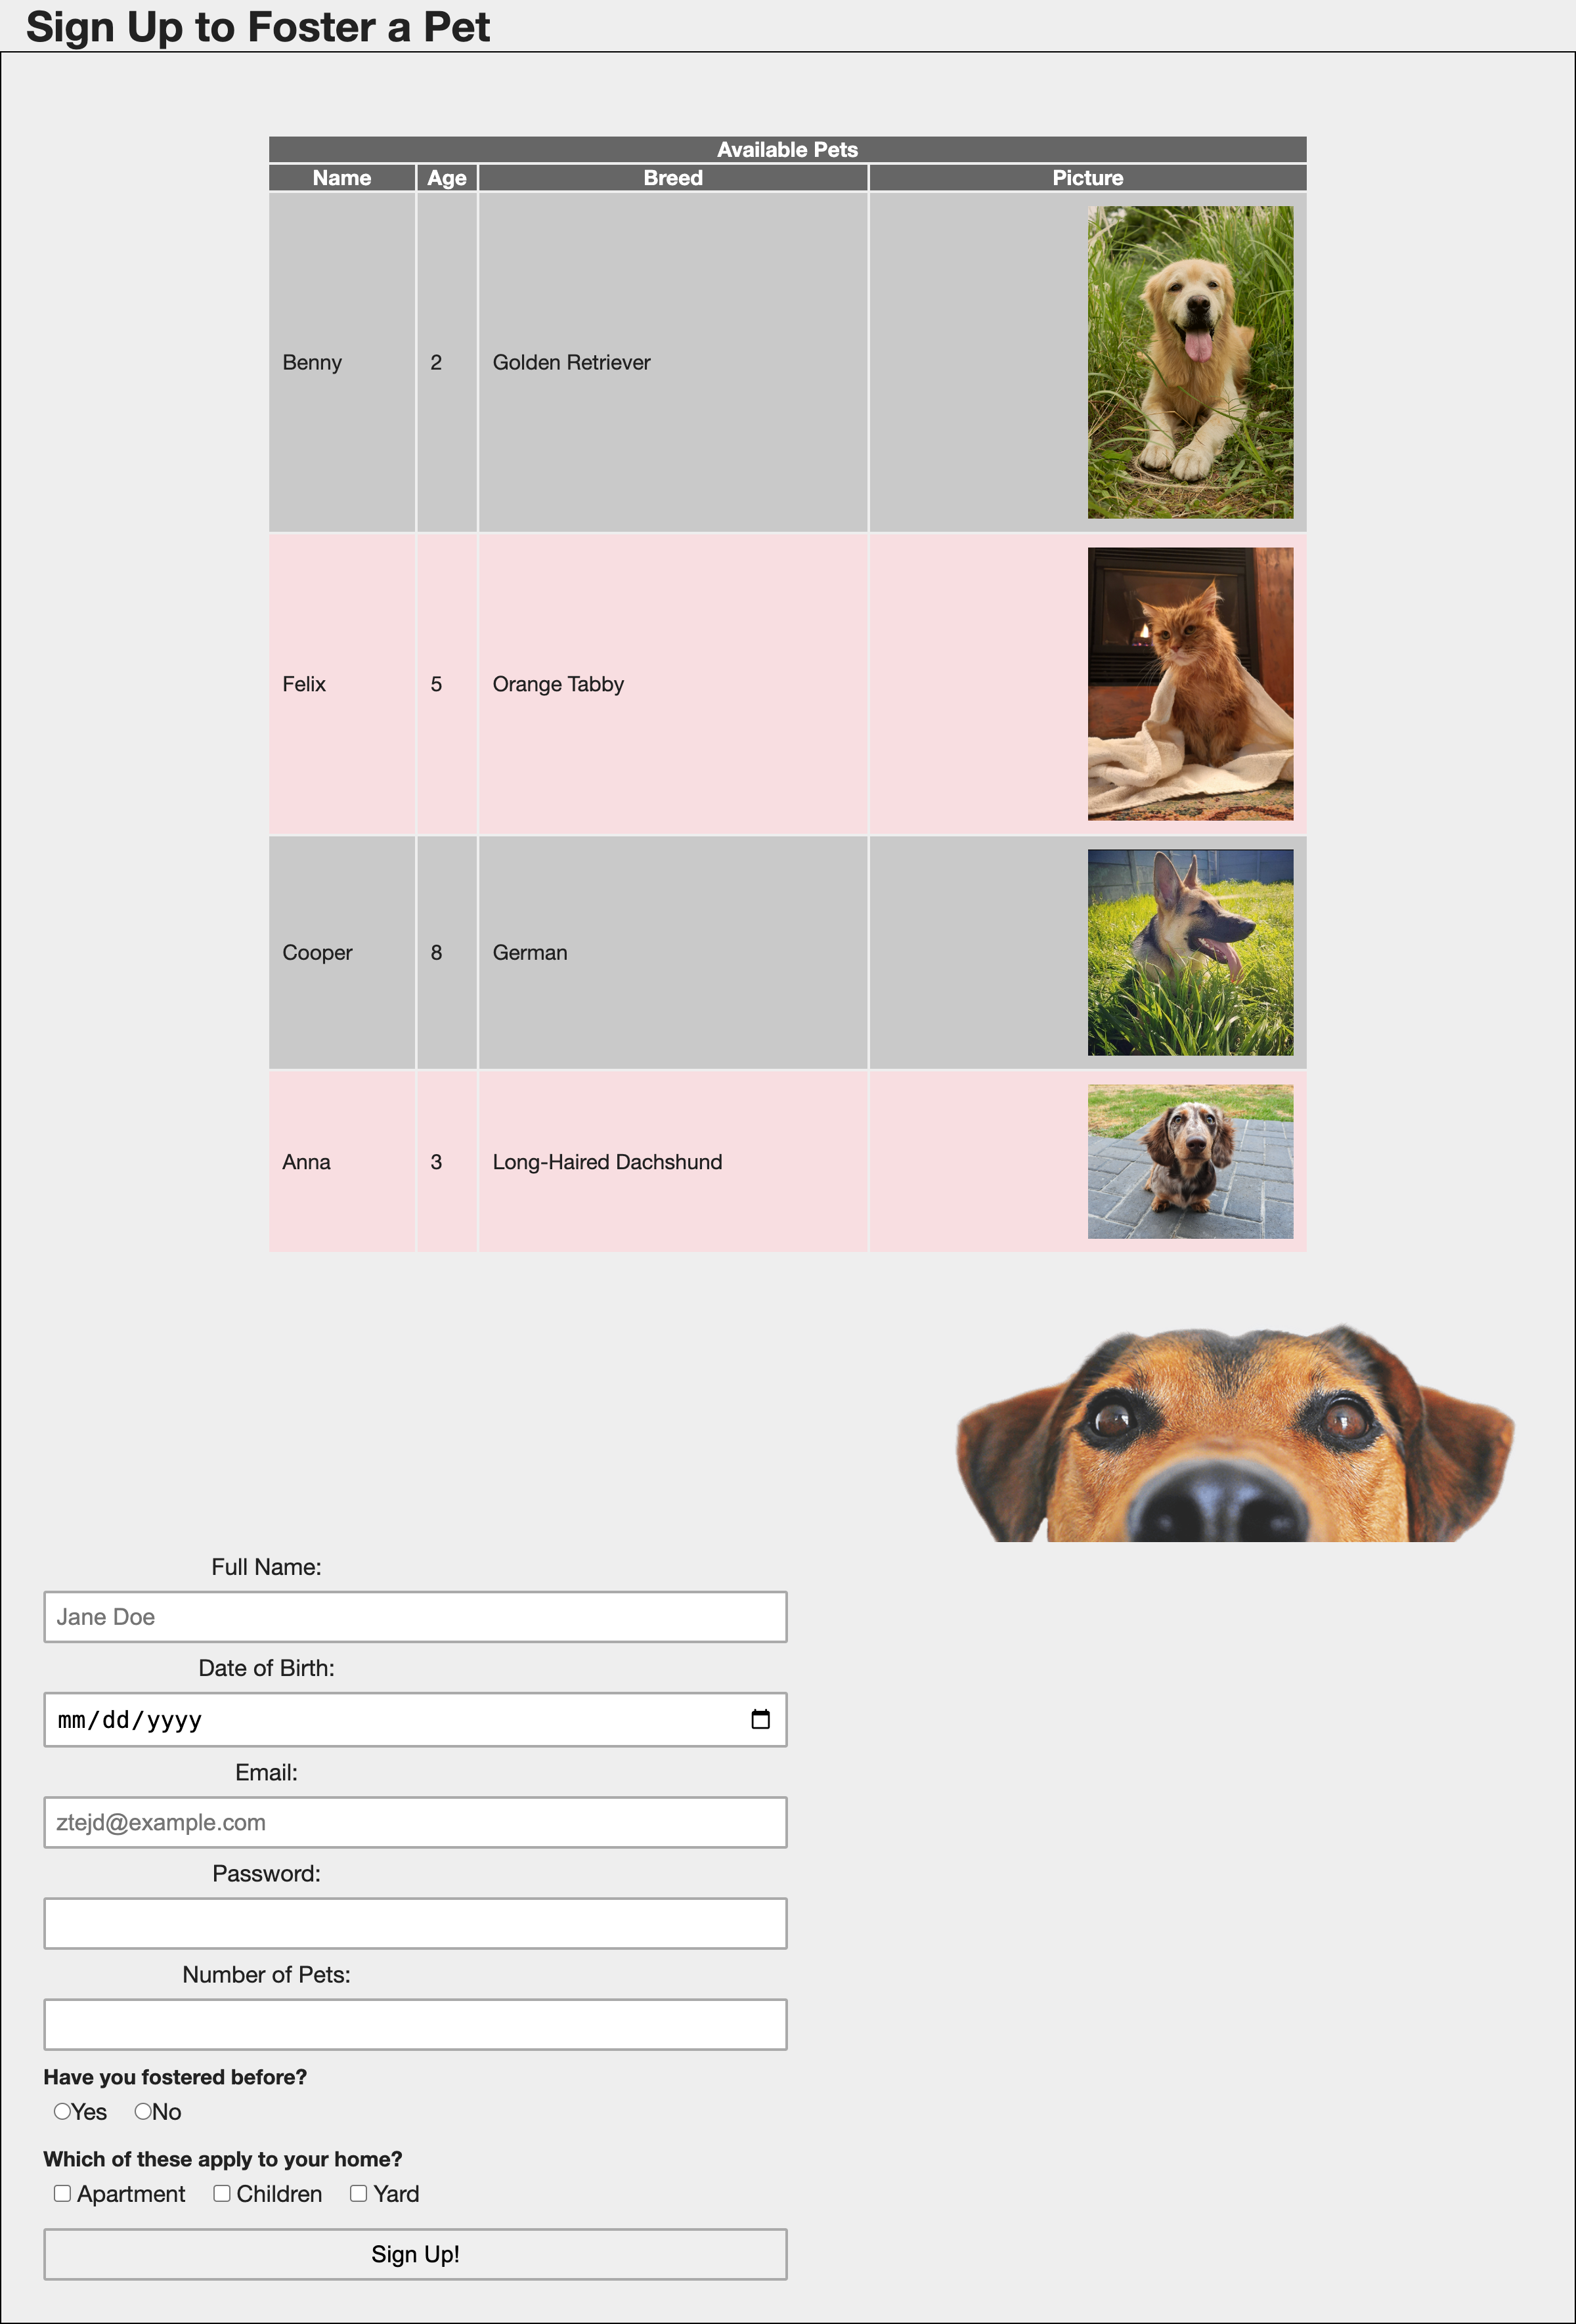 Sign Up to Foster a Pet
Available Pets
Name Age Breed Picture
Benny 2 Golden Retriever
Felix 5 Orange Tabby
Cooper 8 German
Anna 3 Long-Haired Dachshund
Full Name:
Jane Doe
Date of Birth:
mm/dd/yyyy
Email:
ztejd@example.com
Password:
Number of Pets:
Have you fostered before?
Yes No
Which of these apply to your home?
Apartment Children Yard
Sign Up!